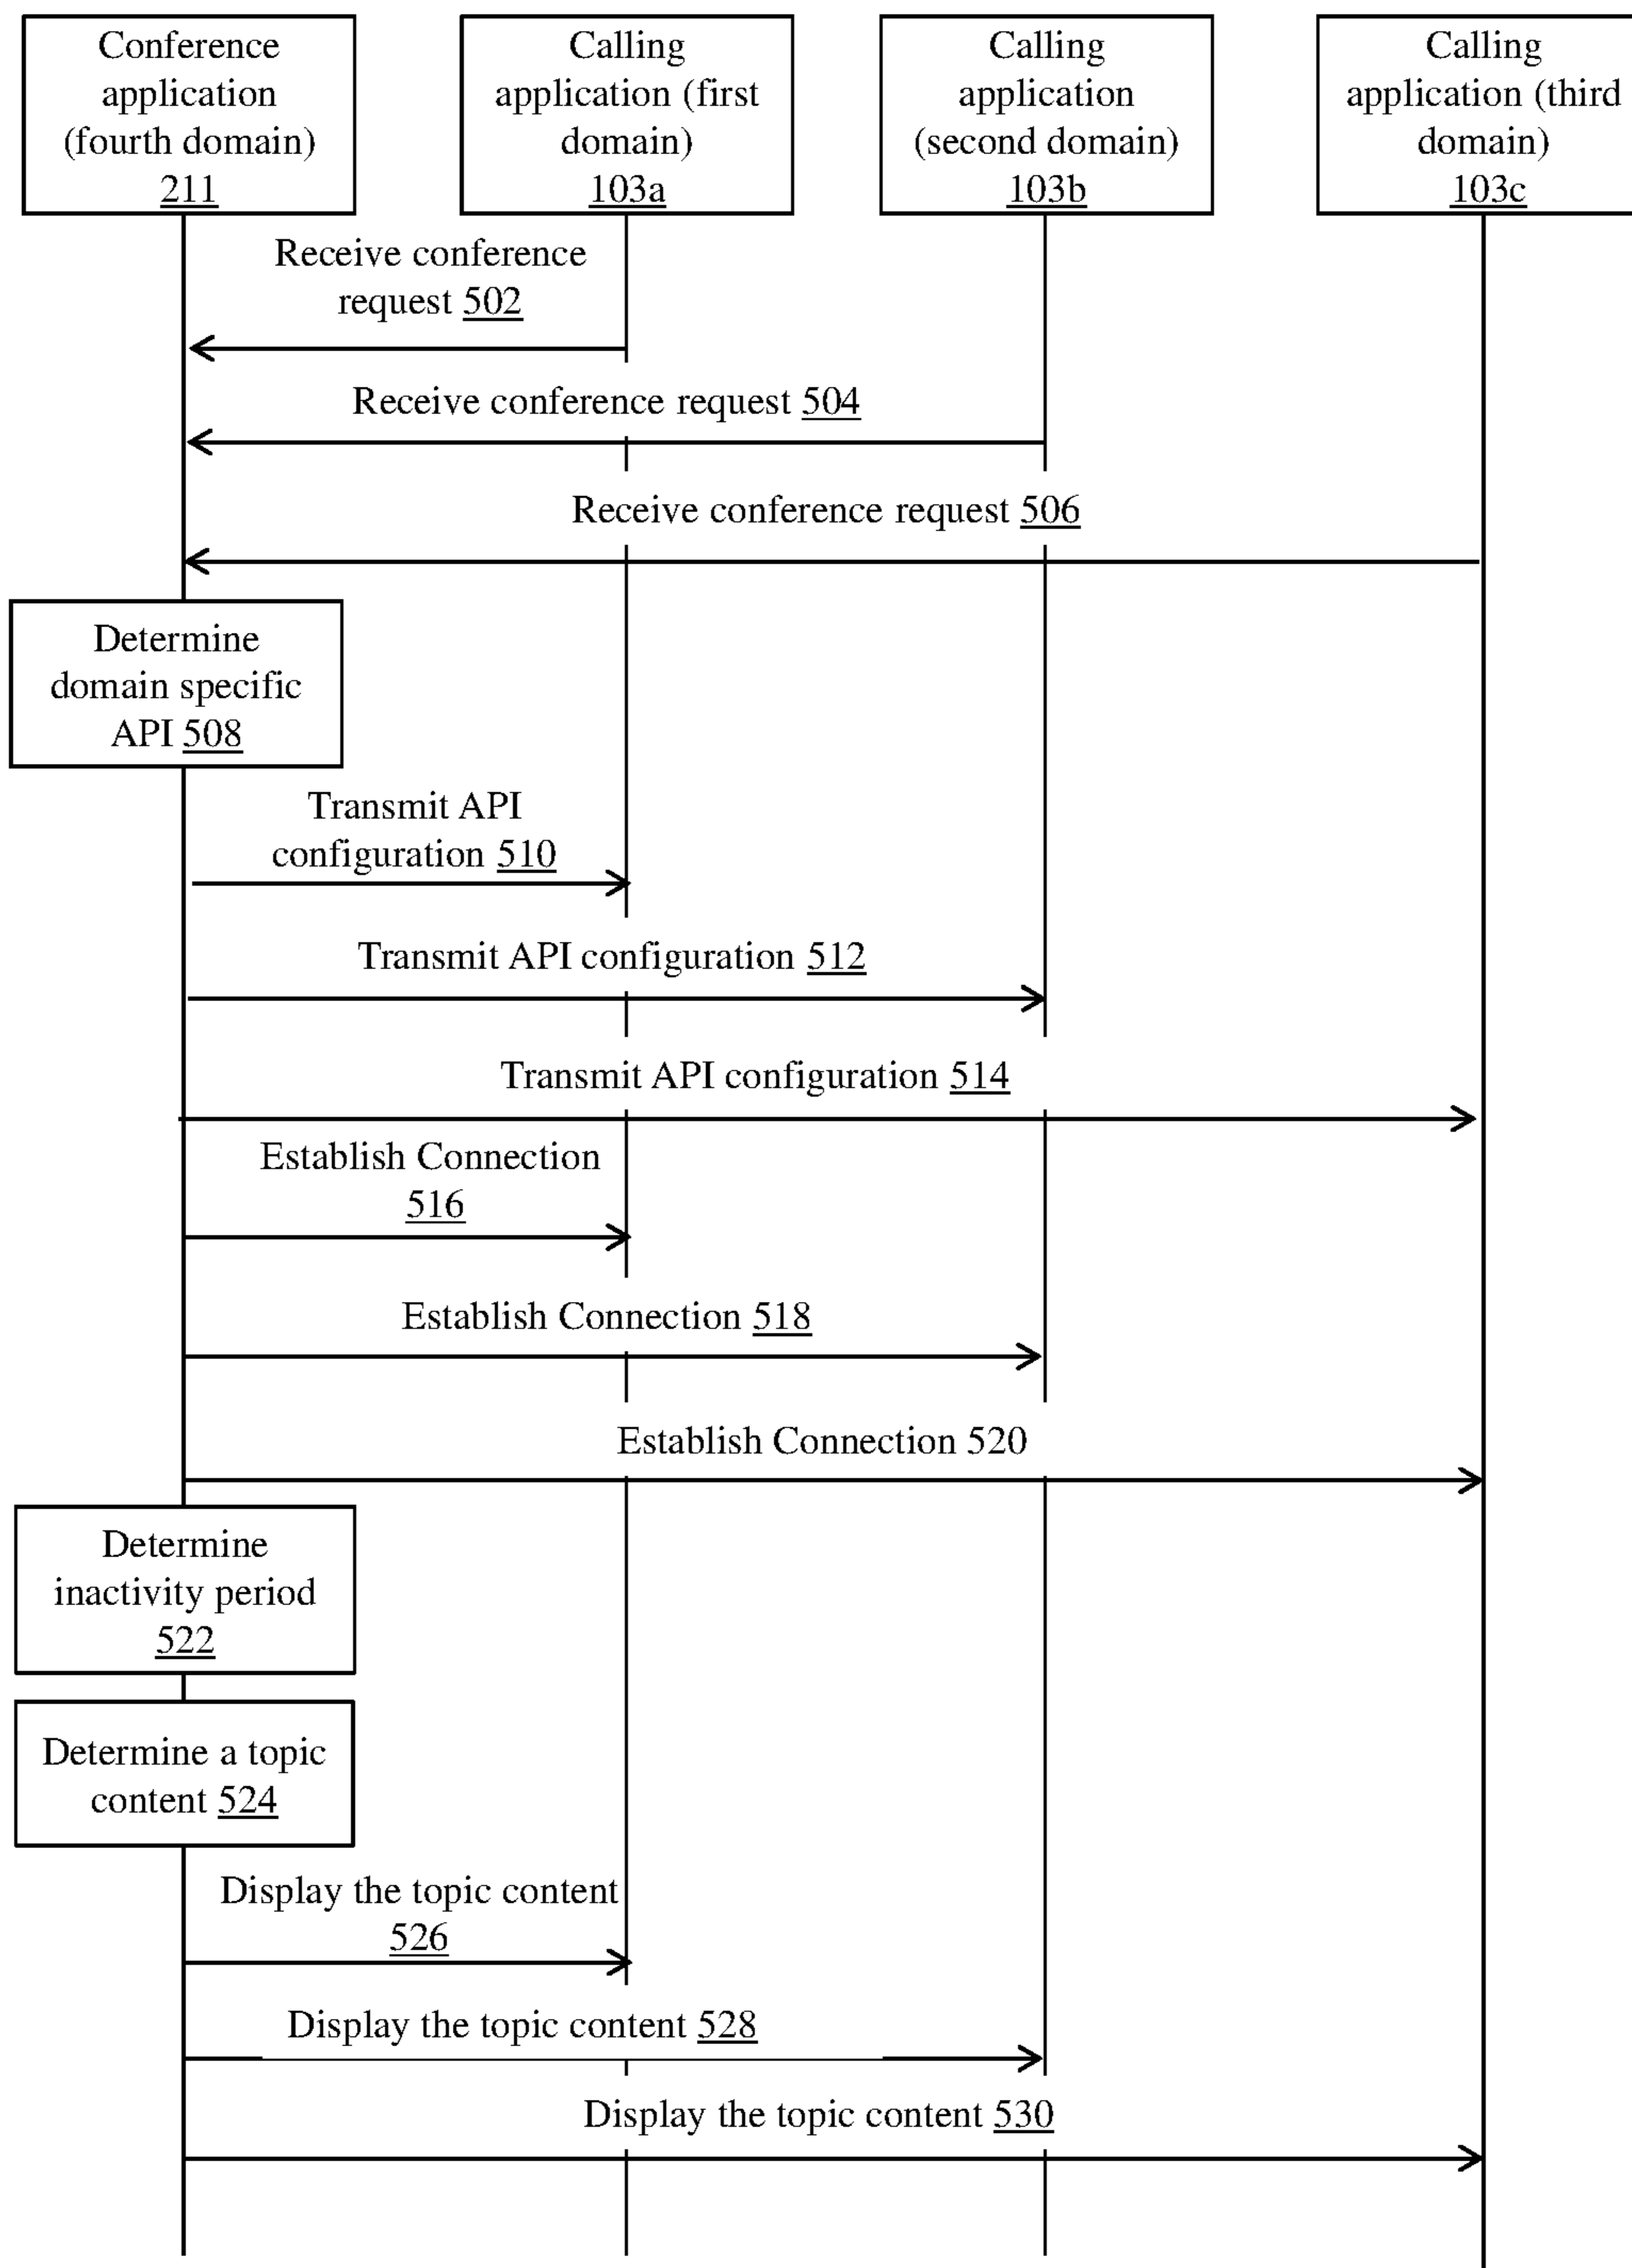 Conference
application
(fourth domain)
211
Calling
application (first
domain)
103a
Calling
application
(second domain)
103b
Calling
application (third
domain)
103c
Receive conference
request 502
Receive conference request 504
Receive conference request 506
Determine
domain specific
API 508
Transmit API
configuration 510
Transmit API configuration 512
Transmit API configuration 514
Establish Connection
516
Establish Connection 518
Establish Connection 520
Determine
inactivity period
522
Determine a topic
content 524
Display the topic content
526
Display the topic content 528
Display the topic content 530